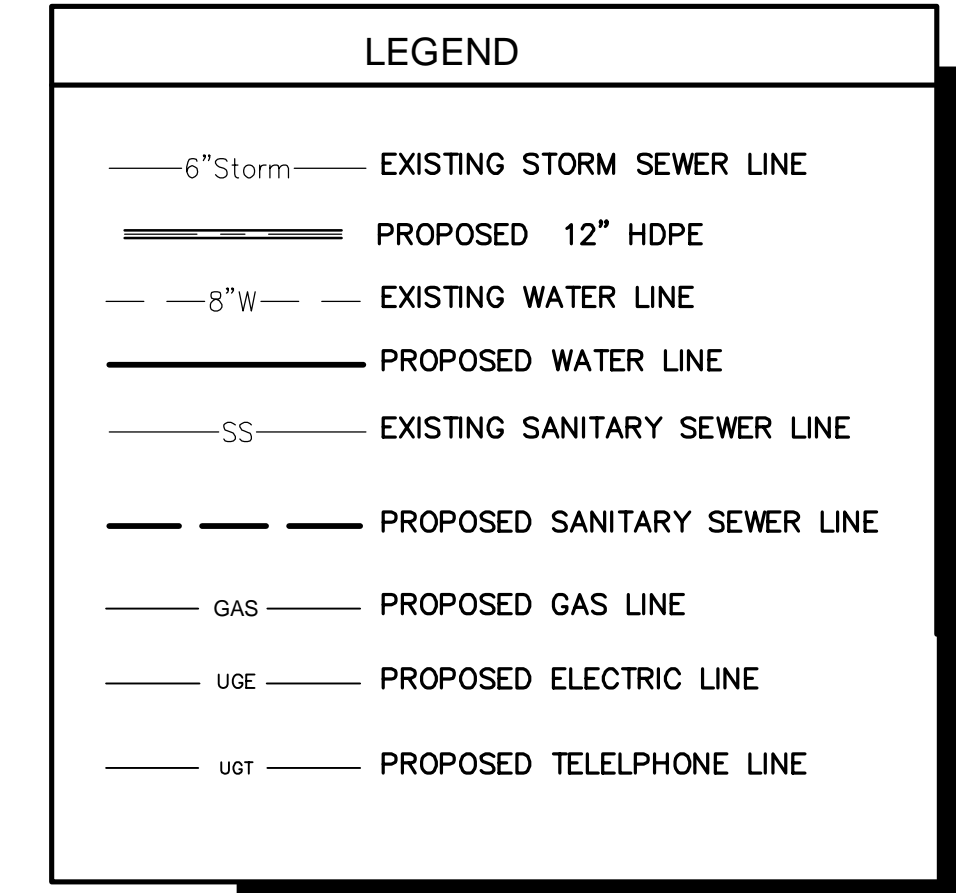 LEGEND
6”Storm EXISTING STORM SEWER LINE
PROPOSED 12” HDPE
8”W EXISTING WATER LINE
PROPOSED WATER LINE
SS EXISTING SANITARY SEWER LINE
PROPOSED SANITARY SEWER LINE
GAS PROPOSED GAS LINE
UGE PROPOSED ELECTRIC LINE
UGT PROPOSED TELELPHONE LINE